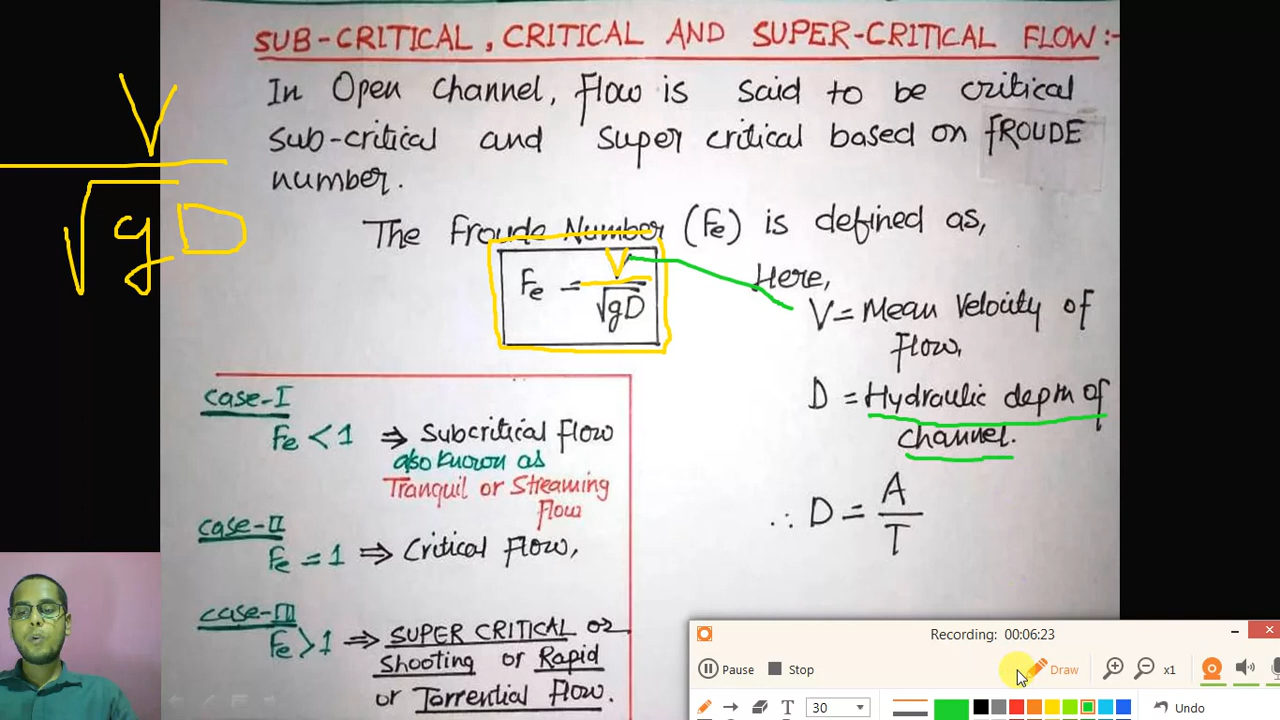 SUB-CRITICAL, CRITICAL AND SUPER-CRITICAL FLOW:-
In Open channel, Flow is said to be critical
sub-critical and super critical based on FROUDE
number.
The Froude Number (Fe) is defined as,
Fe = V/√gD
Here,
V = Mean Velocity of
Flow,
D = Hydraulic depth of
channel.
∴ D = A/T
V
√gD
case-I
Fe < 1 ⇒ Subcritical Flow
also known as
Tranquil or Streaming
Flow
case-II
Fe = 1 ⇒ Critical Flow,
case-III
Fe > 1 ⇒ SUPER CRITICAL or
Shooting or Rapid
or Torrential Flow.
Recording: 00:06:23
Pause Stop Draw x1
T 30 Undo